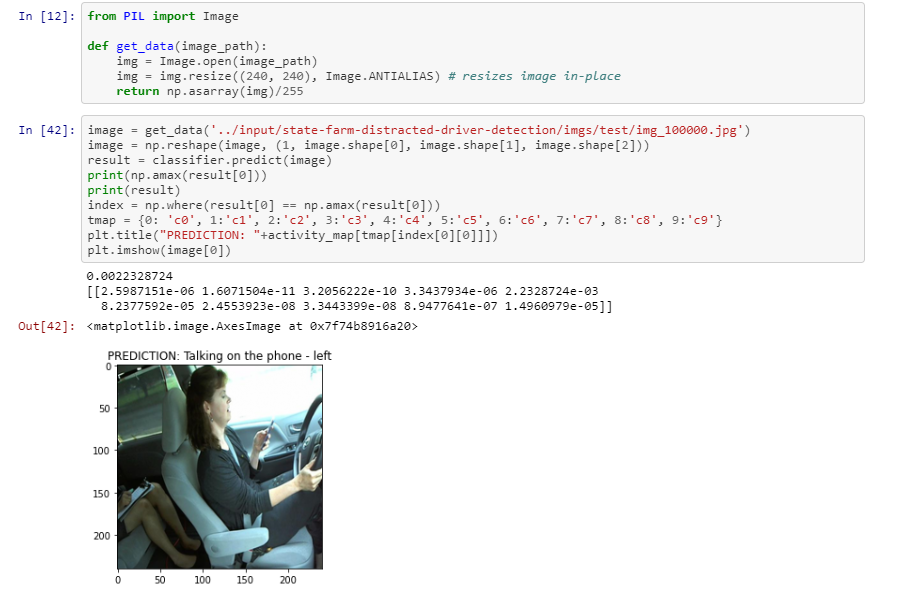 In [12]: from PIL import Image
def get_data(image_path):
    img = Image.open(image_path)
    img = img.resize((240, 240), Image.ANTIALIAS) # resizes image in-place
    return np.asarray(img)/255
In [42]: image = get_data('../input/state-farm-distracted-driver-detection/imgs/test/img_100000.jpg')
image = np.reshape(image, (1, image.shape[0], image.shape[1], image.shape[2]))
result = classifier.predict(image)
print(np.amax(result[0]))
print(result)
index = np.where(result[0] == np.amax(result[0]))
tmap = {0: 'c0', 1:'c1', 2:'c2', 3:'c3', 4:'c4', 5:'c5', 6:'c6', 7:'c7', 8:'c8', 9:'c9'}
plt.title("PREDICTION: "+activity_map[tmap[index[0][0]]])
plt.imshow(image[0])
0.0022328724
[[2.5987151e-06 1.6071504e-11 3.2056222e-10 3.3437934e-06 2.2328724e-03
  8.2377592e-05 2.4553923e-08 3.3443399e-08 8.9477641e-07 1.4960979e-05]]
Out[42]: <matplotlib.image.AxesImage at 0x7f74b8916a20>
PREDICTION: Talking on the phone - left
0
50
100
150
200
0 50 100 150 200